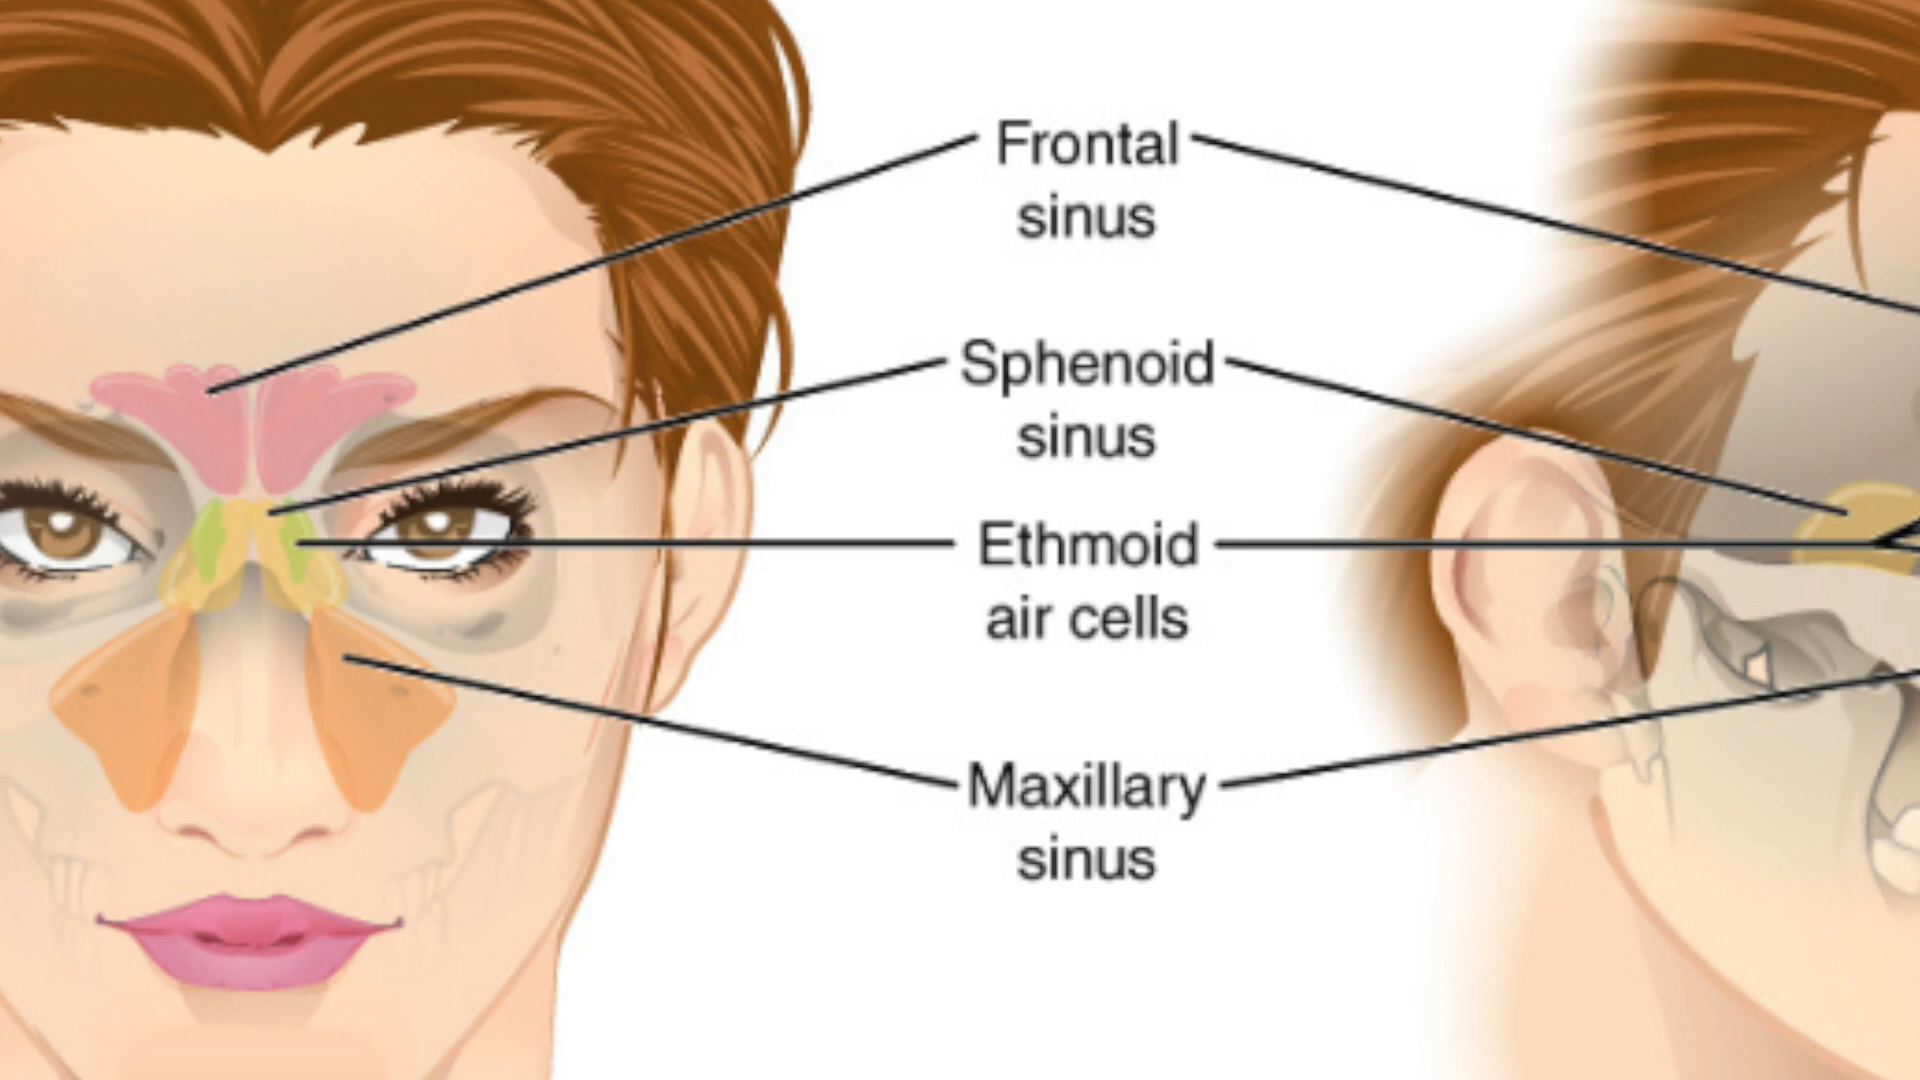 Frontal
sinus
Sphenoid
sinus
Ethmoid
air cells
Maxillary
sinus